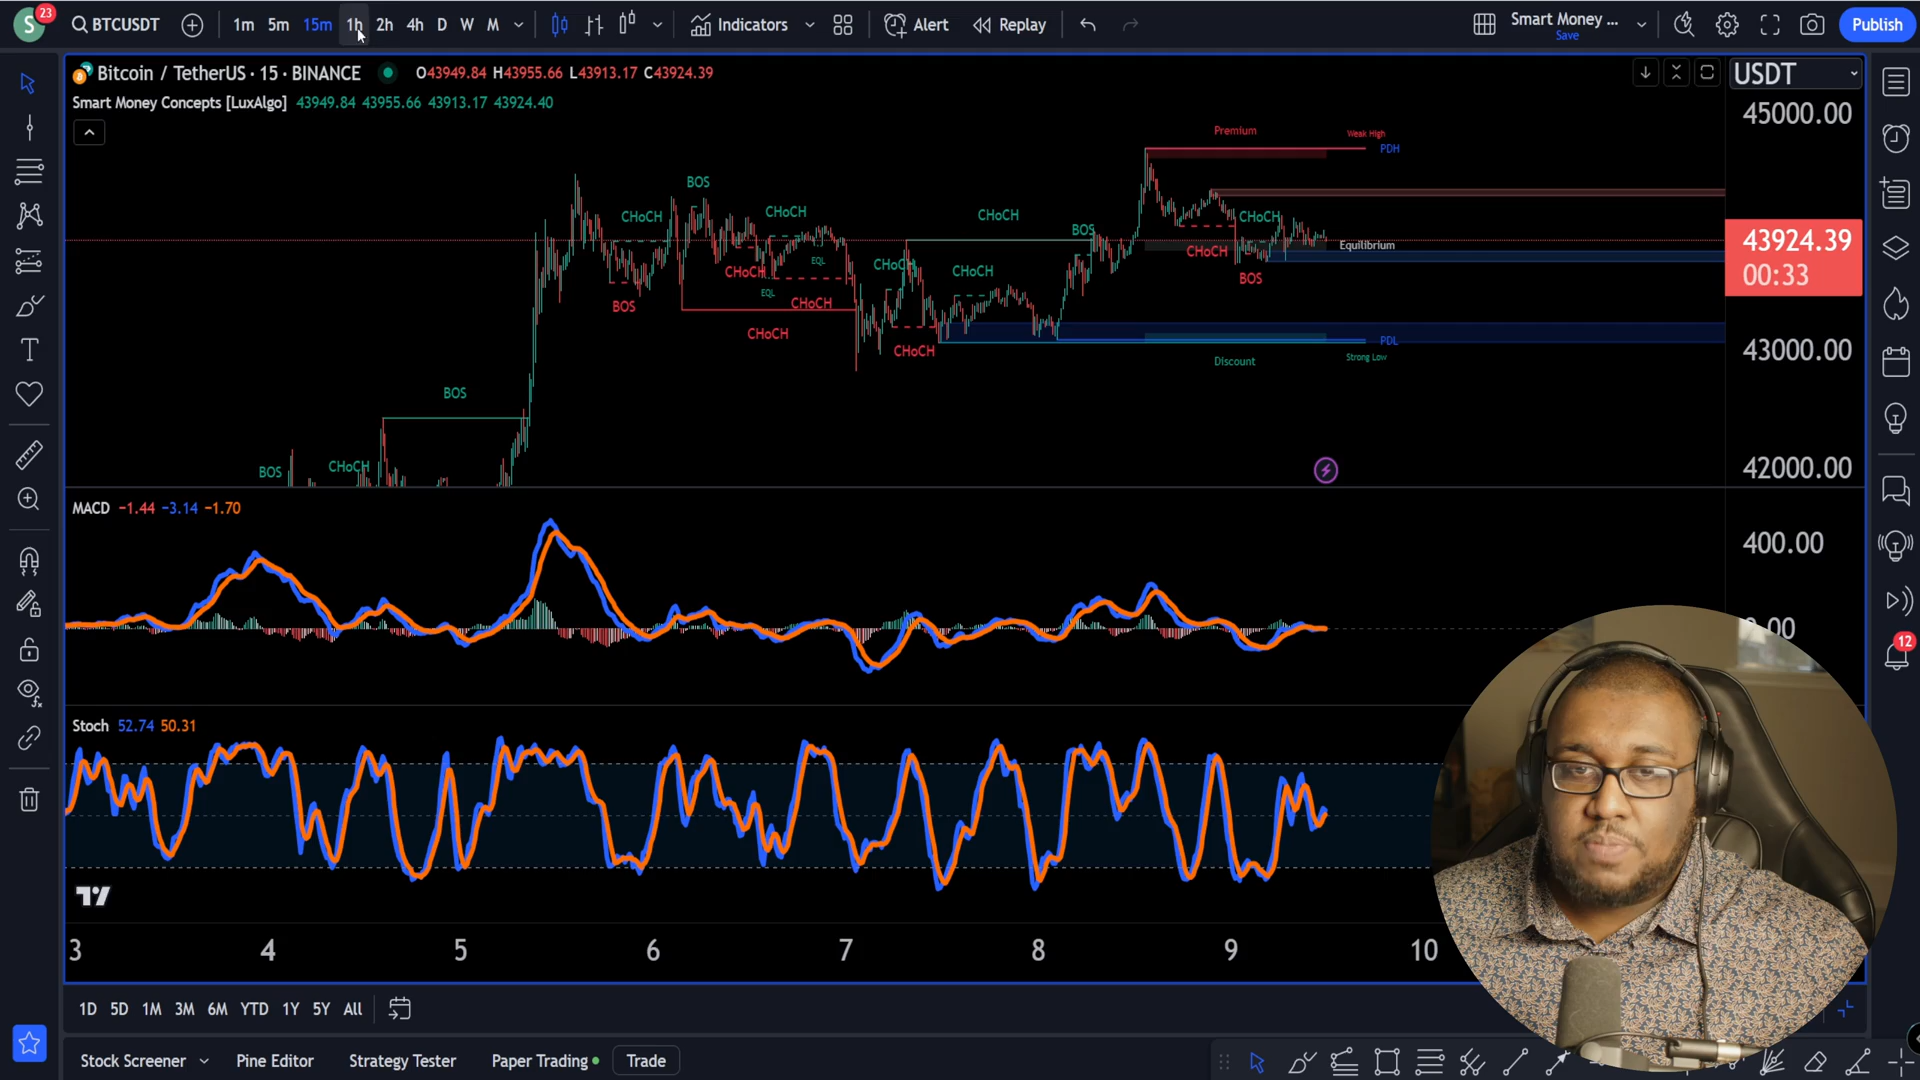 S 23 BTCUSDT 1m 5m 15m 1h 2h 4h D W M Indicators Alert Replay Smart Money ... Save Publish
Bitcoin / TetherUS · 15 · BINANCE O43949.84 H43955.66 L43913.17 C43924.39 USDT
Smart Money Concepts [LuxAlgo] 43949.84 43955.66 43913.17 43924.40
45000.00
Premium Weak High
PDH
BOS
CHoCH CHoCH CHoCH CHoCH
BOS
43924.39
Equilibrium
CHoCH
EQL CHoCH
CHoCH CHoCH
00:33
BOS
EQL
BOS CHoCH
CHoCH
PDL
CHoCH 43000.00
Discount Strong Low
BOS
BOS CHoCH 42000.00
MACD −1.44 −3.14 −1.70
400.00
0.00
12
Stoch 52.74 50.31
3 4 5 6 7 8 9 10
1D 5D 1M 3M 6M YTD 1Y 5Y All
Stock Screener Pine Editor Strategy Tester Paper Trading Trade